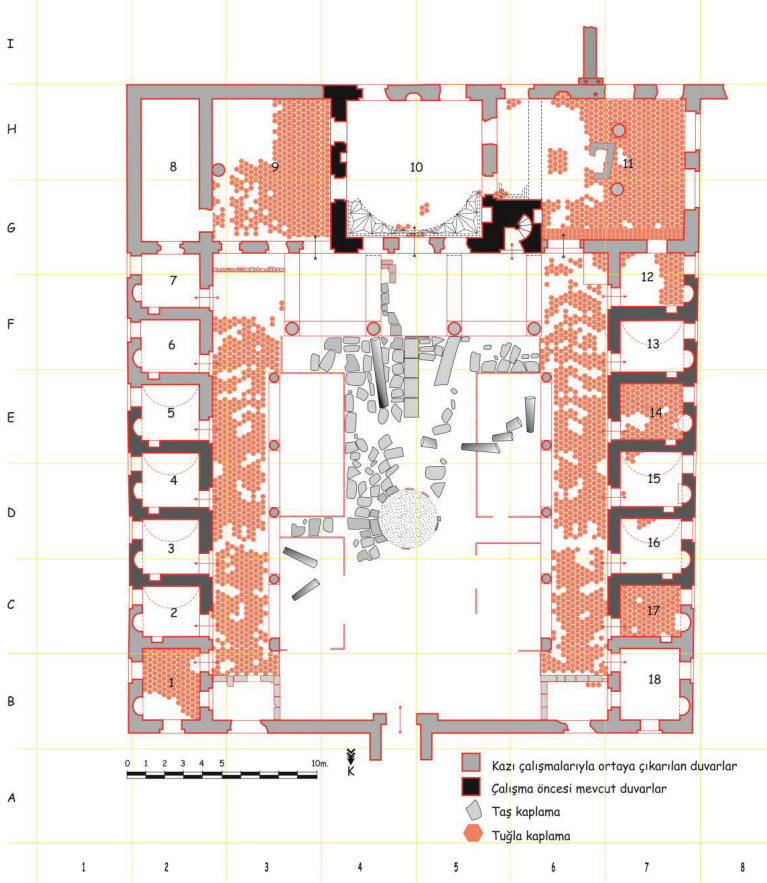 I
H
8
9
10
11
G
7
12
F
6
13
E
5
14
4
15
D
3
16
C
2
17
1
18
B
0 1 2 3 4 5 10m.
K
Kazı çalışmalarıyla ortaya çıkarılan duvarlar
Çalışma öncesi mevcut duvarlar
Taş kaplama
Tuğla kaplama
A
1 2 3 4 5 6 7 8